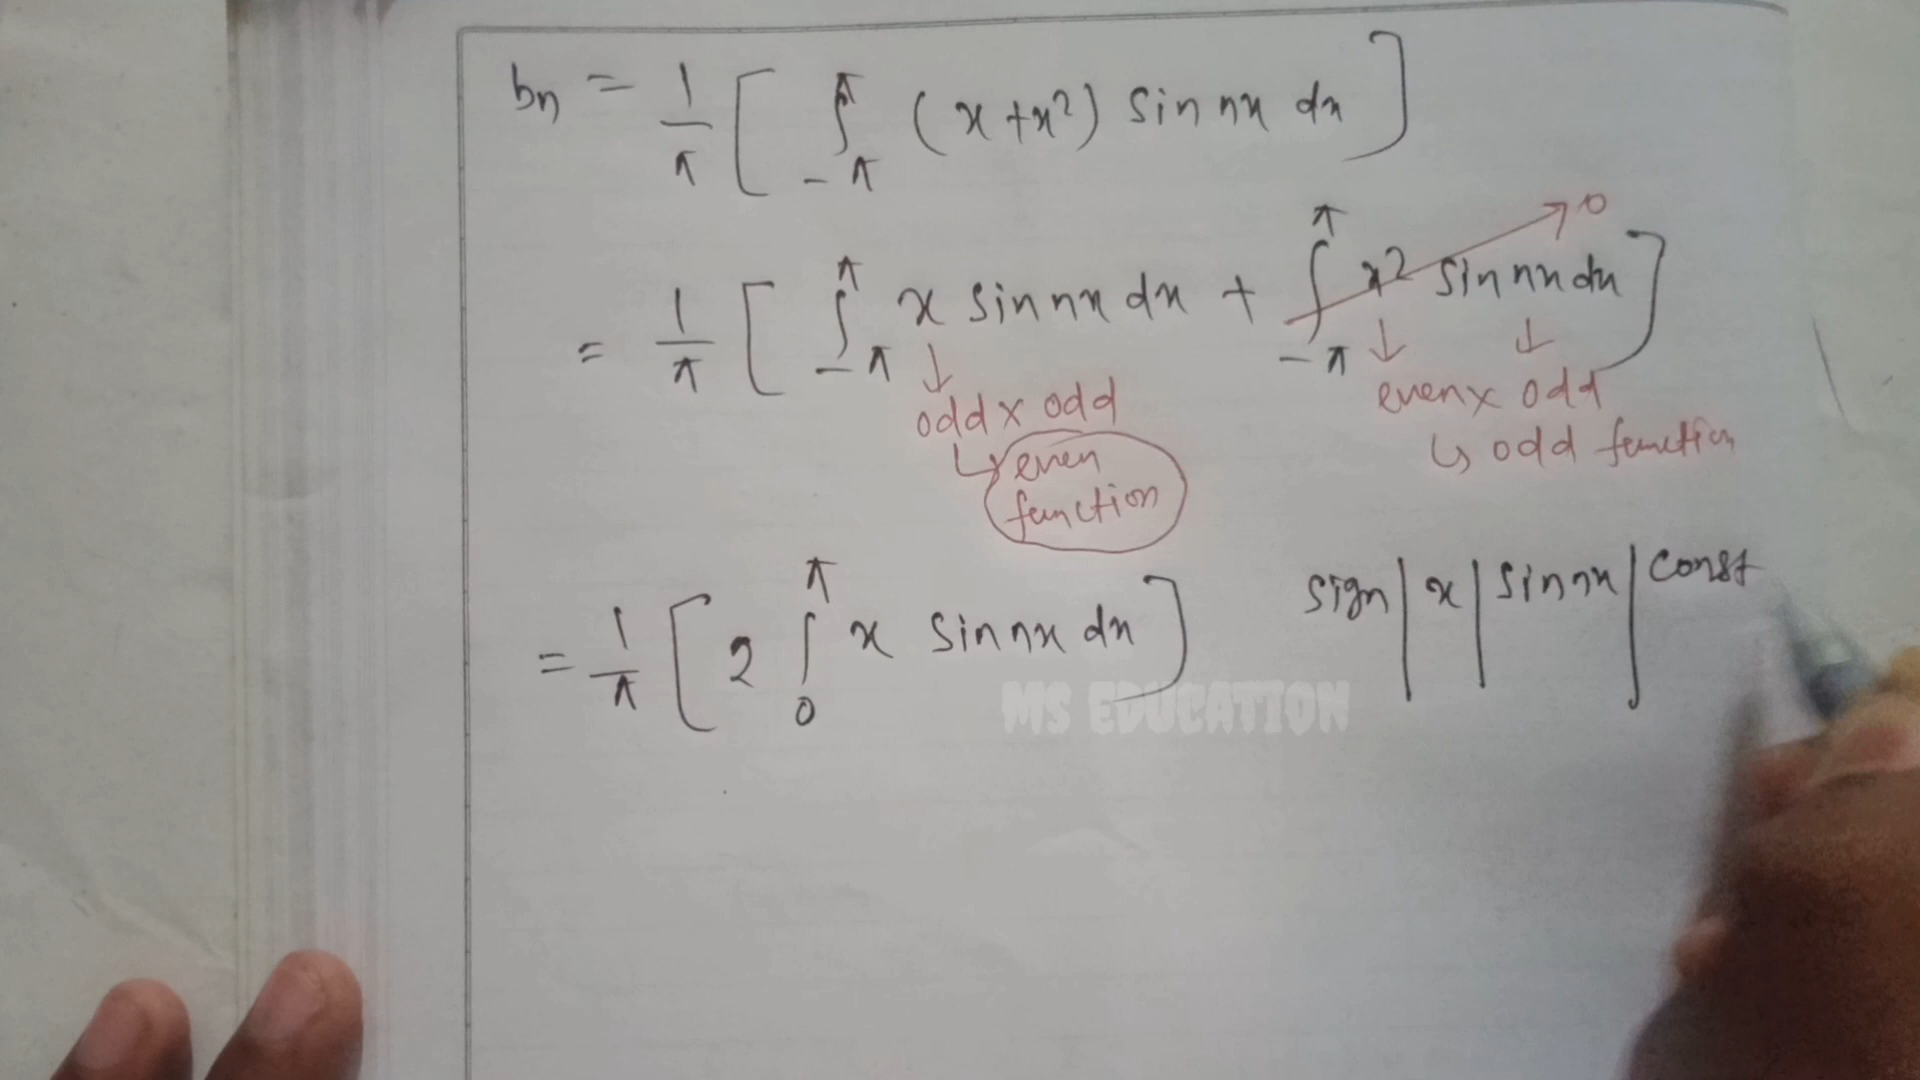 bn = 1/π [ ∫_{-π}^{π} (x+x²) sin nx dx ]
= 1/π [ ∫_{-π}^{π} x sin nx dx + ∫_{-π}^{π} x² sin nx dx ] → 0
↓ ↓ ↓
odd x odd even x odd
↳ even function ↳ odd function
= 1/π [ 2 ∫_0^π x sin nx dx ] sign | x | sin nx | const
MS EDUCATION